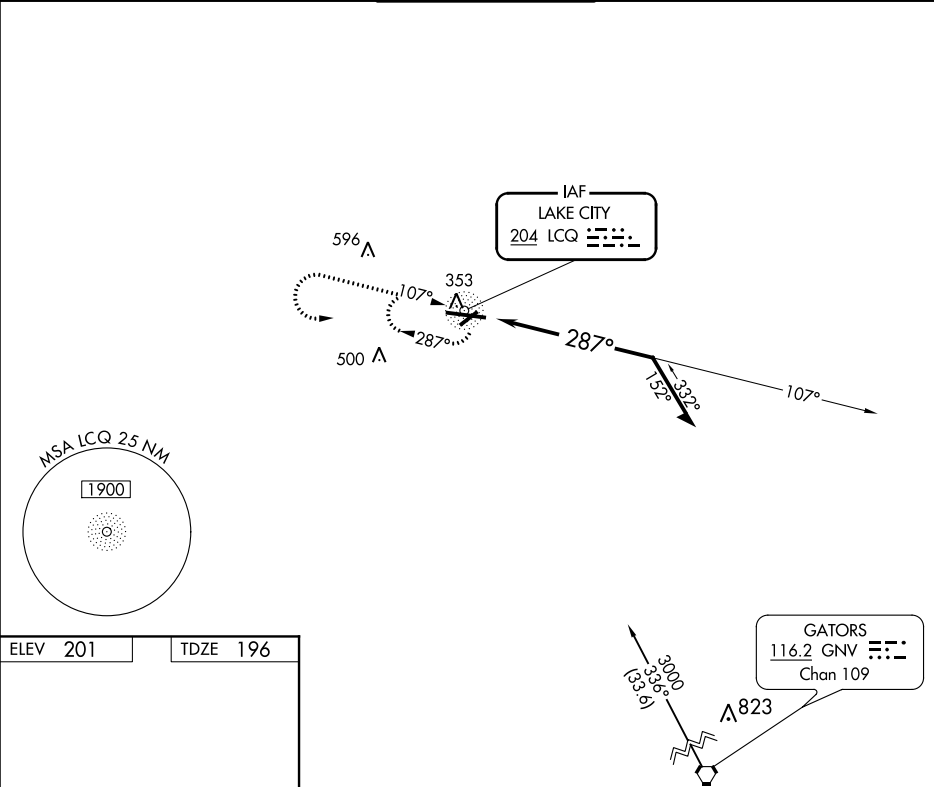 IAF
LAKE CITY
204 LCQ
596
353
107°
287°
500
287°
332°
152°
107°
MSA LCQ 25 NM
1900
ELEV 201
TDZE 196
GATORS
116.2 GNV
Chan 109
3000
336°
(33.6)
823